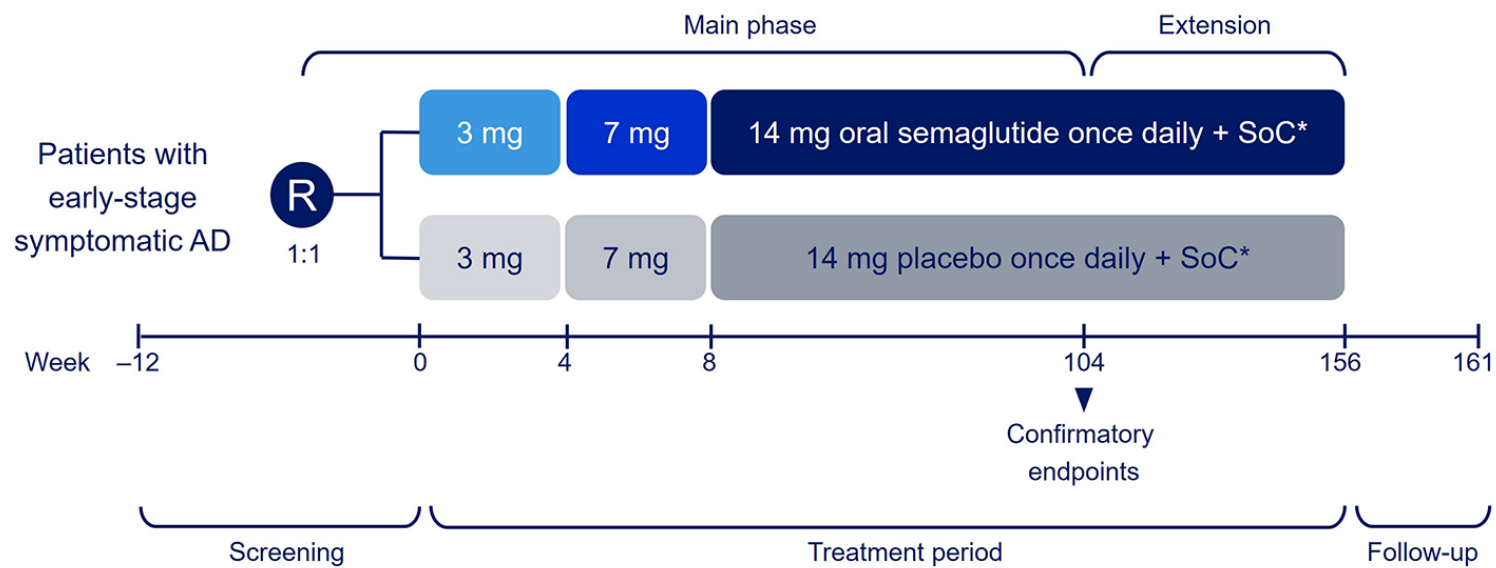 Main phase
Extension
Patients with
early-stage
symptomatic AD
R
1:1
3 mg
7 mg
14 mg oral semaglutide once daily + SoC*
3 mg
7 mg
14 mg placebo once daily + SoC*
Week –12 0 4 8 104 156 161
Confirmatory
endpoints
Screening
Treatment period
Follow-up